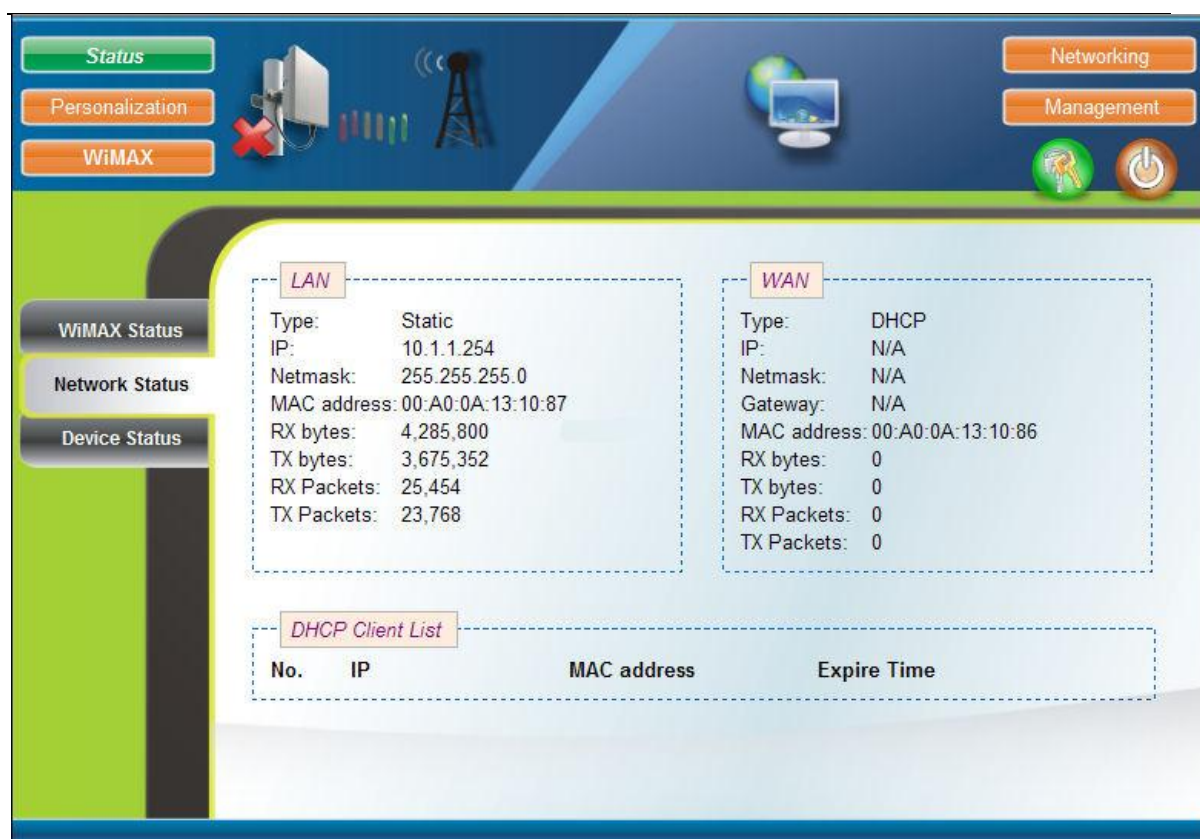 Status
Personalization
WiMAX
Networking
Management
WiMAX Status
Network Status
Device Status
LAN
Type: Static
IP: 10.1.1.254
Netmask: 255.255.255.0
MAC address: 00:A0:0A:13:10:87
RX bytes: 4,285,800
TX bytes: 3,675,352
RX Packets: 25,454
TX Packets: 23,768
WAN
Type: DHCP
IP: N/A
Netmask: N/A
Gateway: N/A
MAC address: 00:A0:0A:13:10:86
RX bytes: 0
TX bytes: 0
RX Packets: 0
TX Packets: 0
DHCP Client List
No. IP MAC address Expire Time